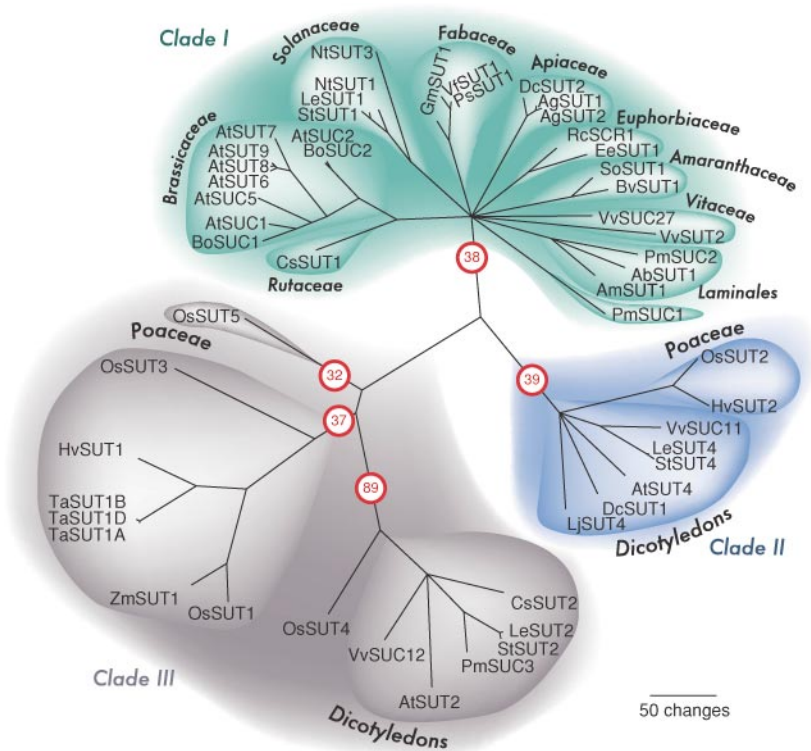 Clade I
Solanaceae
NtSUT3
NtSUT1
LeSUT1
StSUT1
Fabaceae
GmSUT1
VfSUT1
PsSUT1
Apiaceae
DcSUT2
AgSUT1
AgSUT2
Euphorbiaceae
RcSCR1
EeSUT1
Amaranthaceae
SoSUT1
BvSUT1
Vitaceae
VvSUC27
VvSUT2
PmSUC2
AbSUT1
AmSUT1
Laminales
PmSUC1
Brassicaceae
AtSUT7
AtSUT9
AtSUT8
AtSUT6
AtSUC5
AtSUC1
BoSUC1
AtSUC2
BoSUC2
CsSUT1
Rutaceae
38
OsSUT5
Poaceae
OsSUT3
32
37
89
39
HvSUT1
TaSUT1B
TaSUT1D
TaSUT1A
ZmSUT1
OsSUT1
Clade III
Poaceae
OsSUT2
HvSUT2
VvSUC11
LeSUT4
StSUT4
AtSUT4
DcSUT1
LjSUT4
Dicotyledons
Clade II
OsSUT4
VvSUC12
AtSUT2
PmSUC3
StSUT2
LeSUT2
CsSUT2
Dicotyledons
50 changes